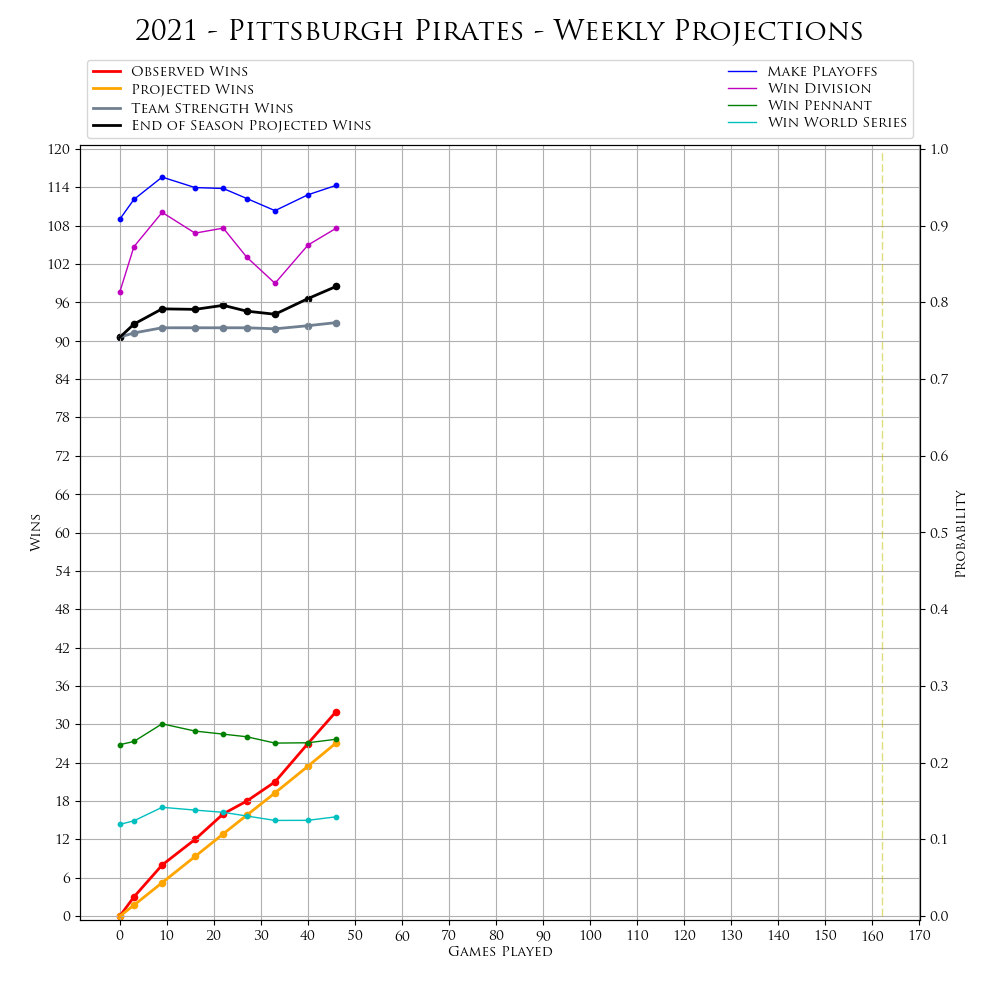 2021 - Pittsburgh Pirates - Weekly Projections
Observed Wins
Projected Wins
Team Strength Wins
End of Season Projected Wins
Make Playoffs
Win Division
Win Pennant
Win World Series
120
114
108
102
96
90
84
78
72
66
60
54
48
42
36
30
24
18
12
6
0
Wins
1.0
0.9
0.8
0.7
0.6
0.5
0.4
0.3
0.2
0.1
0.0
Probability
0 10 20 30 40 50 60 70 80 90 100 110 120 130 140 150 160 170
Games Played